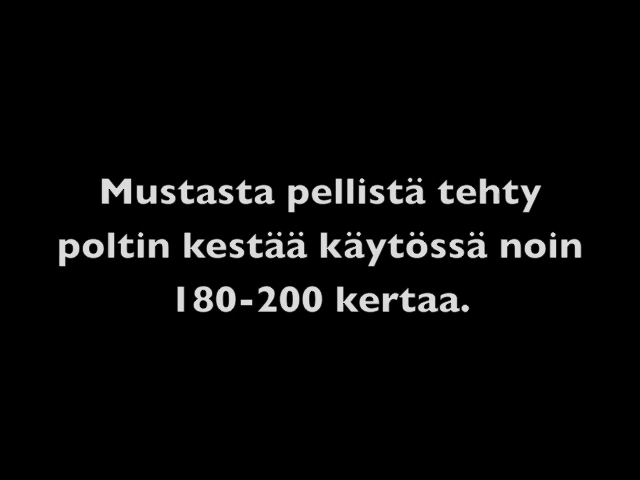 Mustasta pellistä tehty
poltin kestää käytössä noin
180-200 kertaa.